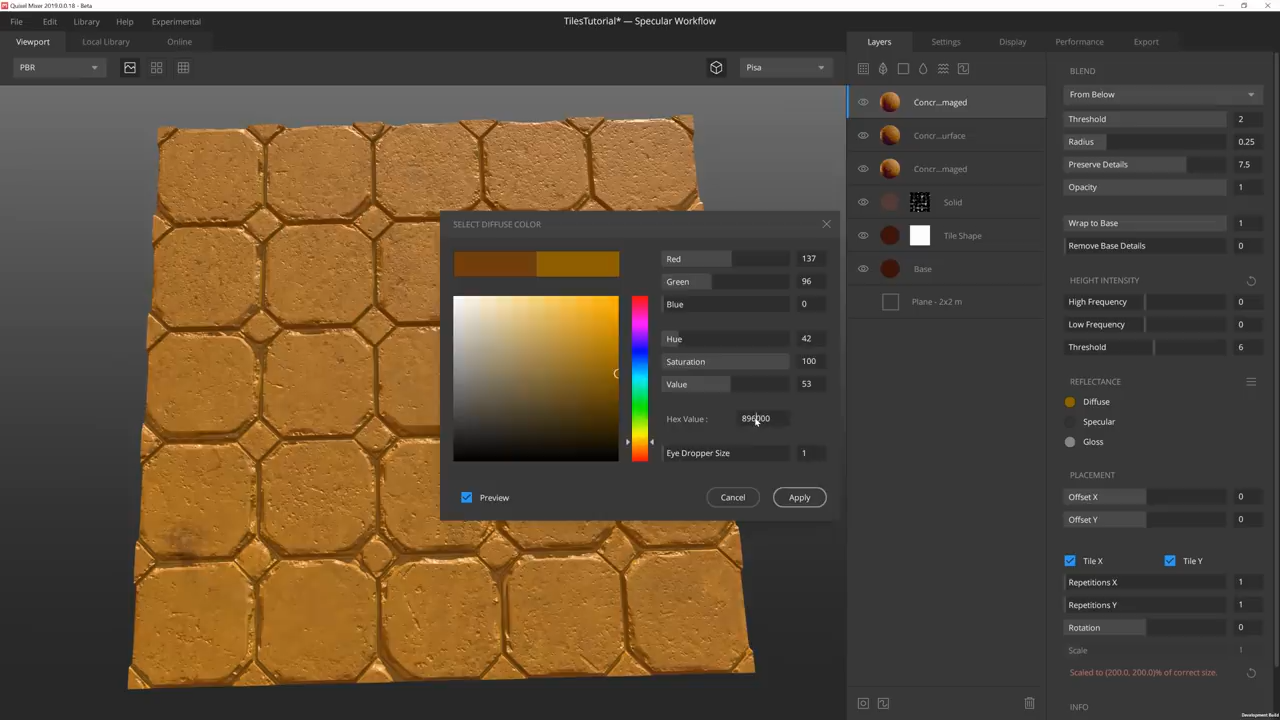 Quixel Mixer 2019.0.0.18 - Beta
File Edit Library Help Experimental
TilesTutorial* — Specular Workflow
Viewport Local Library Online
Layers Settings Display Performance Export
PBR
Pisa
Concr...maged
Concr...urface
Concr...maged
Solid
Tile Shape
Base
Plane - 2x2 m
SELECT DIFFUSE COLOR
Red 137
Green 96
Blue 0
Hue 42
Saturation 100
Value 53
Hex Value : 896000
Eye Dropper Size 1
Preview
Cancel Apply
BLEND
From Below
Threshold 2
Radius 0.25
Preserve Details 7.5
Opacity 1
Wrap to Base 1
Remove Base Details 0
HEIGHT INTENSITY
High Frequency 0
Low Frequency 0
Threshold 6
REFLECTANCE
Diffuse
Specular
Gloss
PLACEMENT
Offset X 0
Offset Y 0
Tile X Tile Y
Repetitions X 1
Repetitions Y 1
Rotation 0
Scale 1
Scaled to (200.0, 200.0)% of correct size.
INFO
Development Build